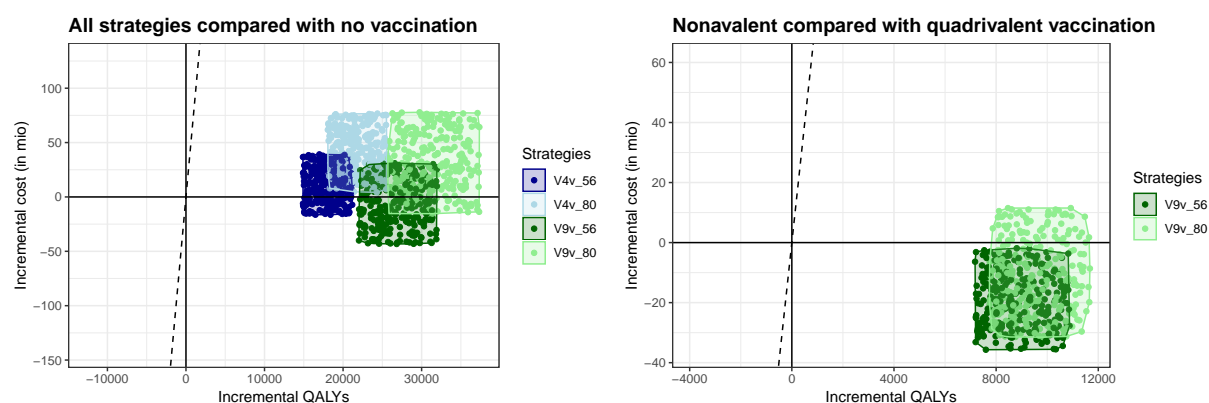 All strategies compared with no vaccination
Incremental cost (in mio)
100
50
0
−50
−100
−150
−10000
0
10000
20000
30000
Incremental QALYs
Strategies
V4v_56
V4v_80
V9v_56
V9v_80
Nonavalent compared with quadrivalent vaccination
Incremental cost (in mio)
60
40
20
0
−20
−40
−4000
0
4000
8000
12000
Incremental QALYs
Strategies
V9v_56
V9v_80